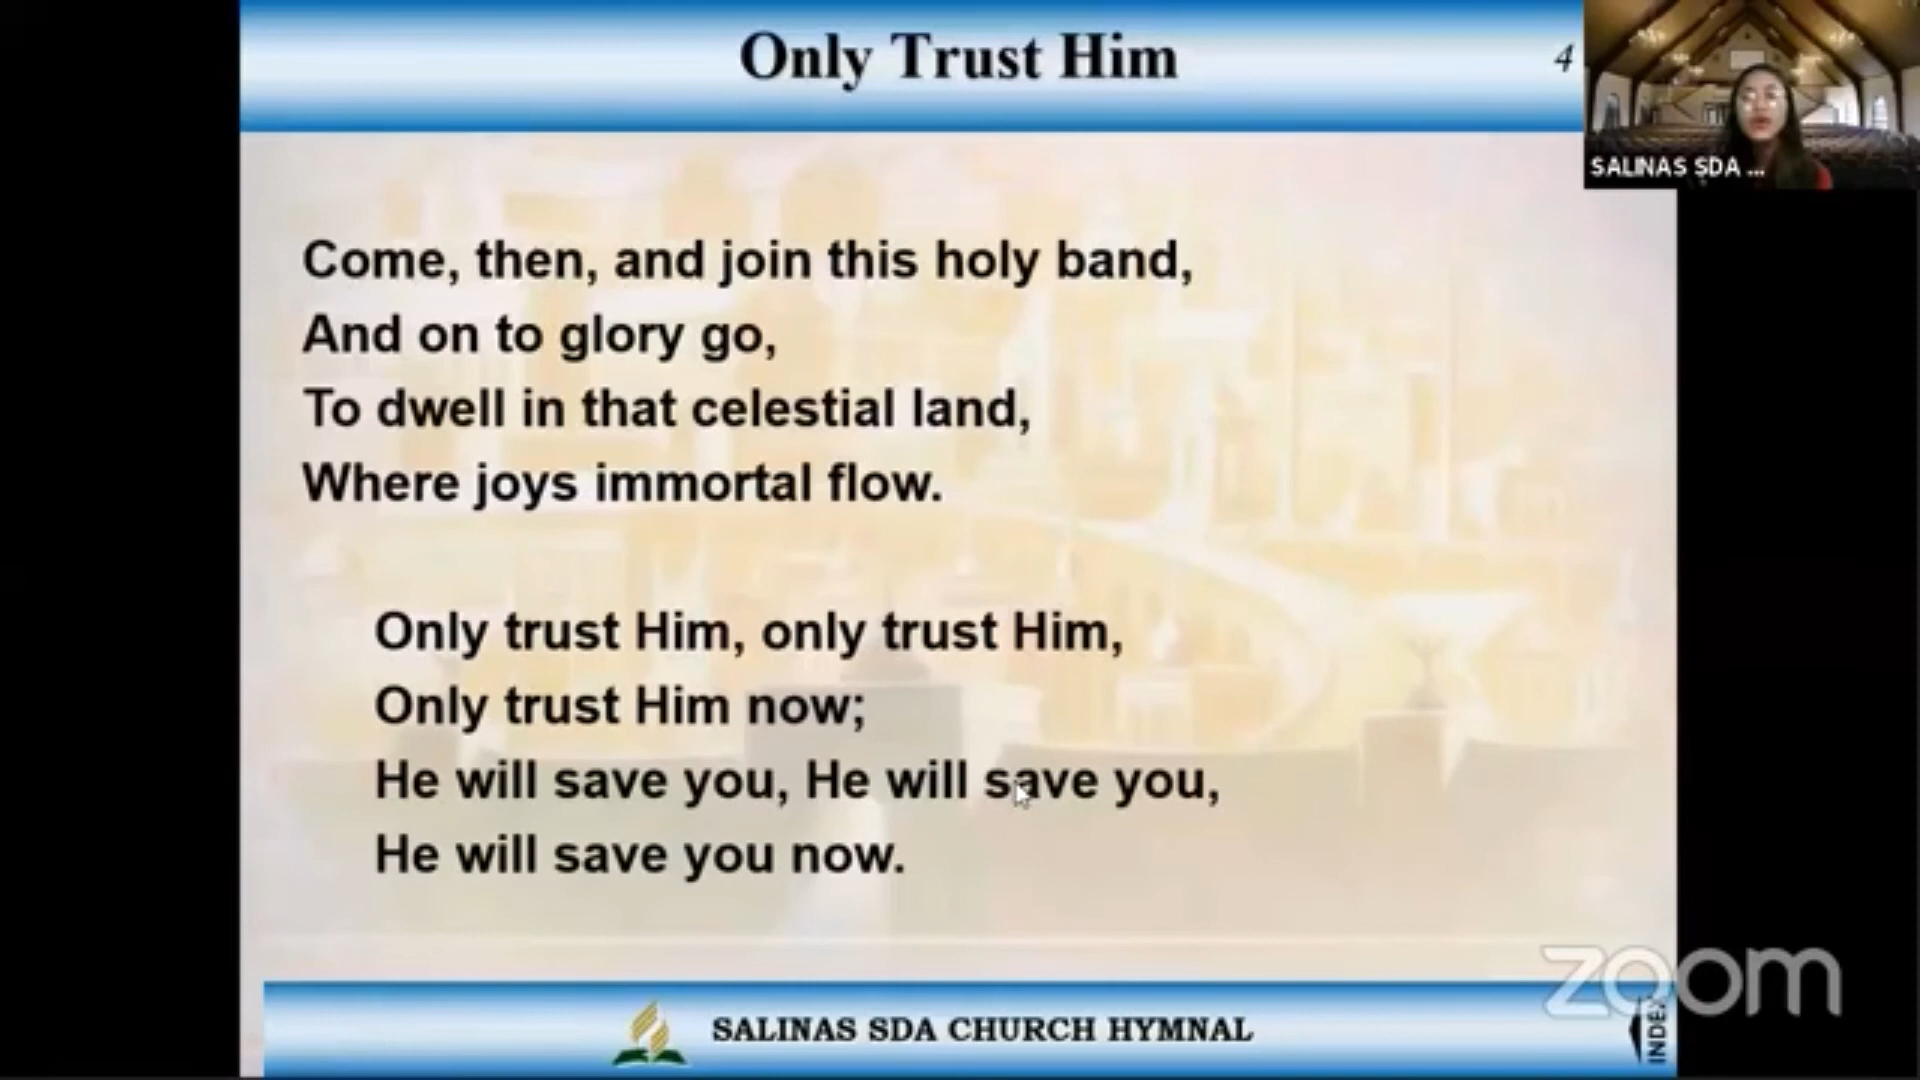 Only Trust Him
4
SALINAS SDA ...
Come, then, and join this holy band,
And on to glory go,
To dwell in that celestial land,
Where joys immortal flow.
Only trust Him, only trust Him,
Only trust Him now;
He will save you, He will save you,
He will save you now.
SALINAS SDA CHURCH HYMNAL
INDEX
zoom